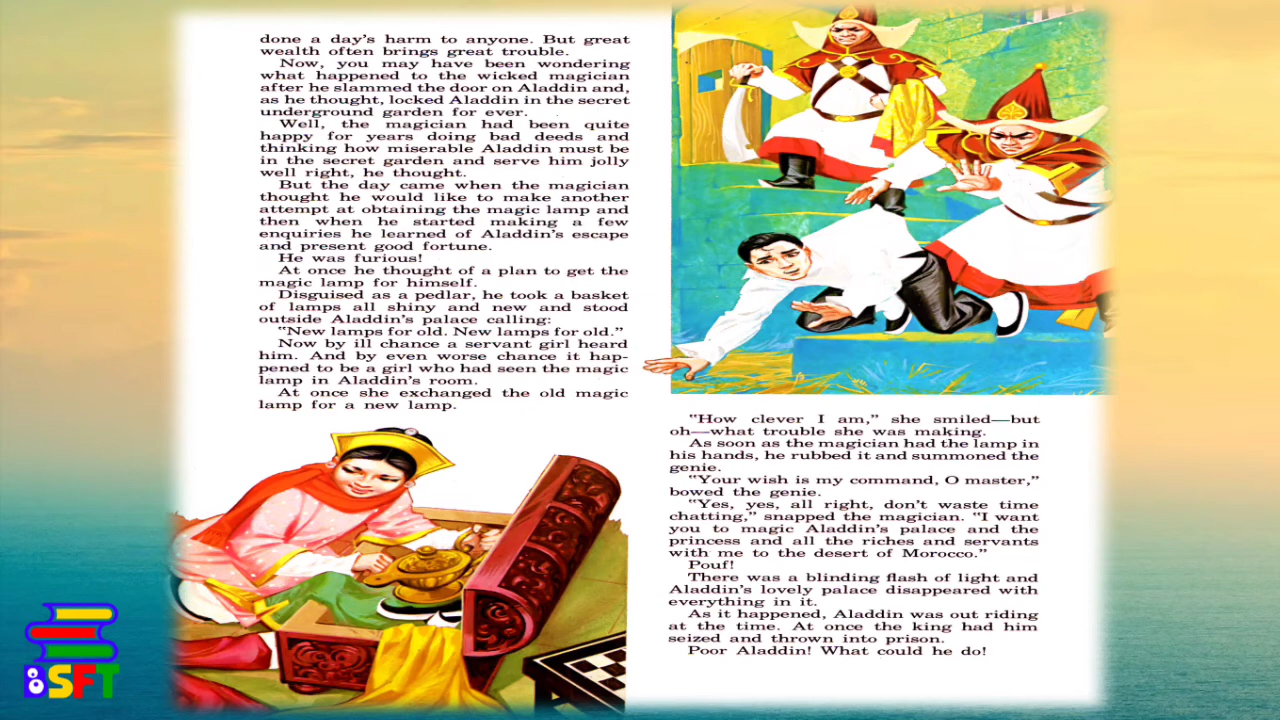 done a day's harm to anyone. But great
wealth often brings great trouble.
Now, you may have been wondering
what happened to the wicked magician
after he slammed the door on Aladdin and,
as he thought, locked Aladdin in the secret
underground garden for ever.
Well, the magician had been quite
happy for years doing bad deeds and
thinking how miserable Aladdin must be
in the secret garden and serve him jolly
well right, he thought.
But the day came when the magician
thought he would like to make another
attempt at obtaining the magic lamp and
then when he started making a few
enquiries he learned of Aladdin's escape
and present good fortune.
He was furious!
At once he thought of a plan to get the
magic lamp for himself.
Disguised as a pedlar, he took a basket
of lamps all shiny and new and stood
outside Aladdin's palace calling:
"New lamps for old. New lamps for old."
Now by ill chance a servant girl heard
him. And by even worse chance it hap-
pened to be a girl who had seen the magic
lamp in Aladdin's room.
At once she exchanged the old magic
lamp for a new lamp.
"How clever I am," she smiled—but
oh—what trouble she was making.
As soon as the magician had the lamp in
his hands, he rubbed it and summoned the
genie.
"Your wish is my command, O master,"
bowed the genie.
"Yes, yes, all right, don't waste time
chatting," snapped the magician. "I want
you to magic Aladdin's palace and the
princess and all the riches and servants
with me to the desert of Morocco."
Pouf!
There was a blinding flash of light and
Aladdin's lovely palace disappeared with
everything in it.
As it happened, Aladdin was out riding
at the time. At once the king had him
seized and thrown into prison.
Poor Aladdin! What could he do!
BSFT